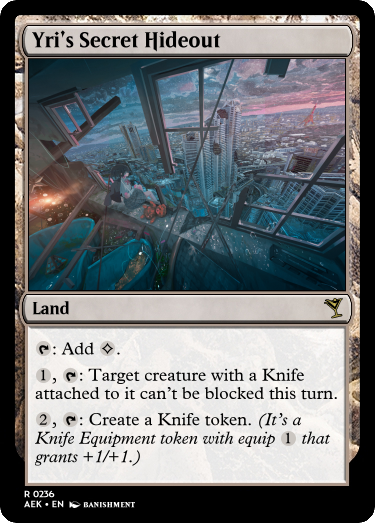 Yri's Secret Hideout
Land
: Add .
1, : Target creature with a Knife
attached to it can't be blocked this turn.
2, : Create a Knife token. (It's a
Knife Equipment token with equip 1 that
grants +1/+1.)
R 0236
AEK • EN BANISHMENT